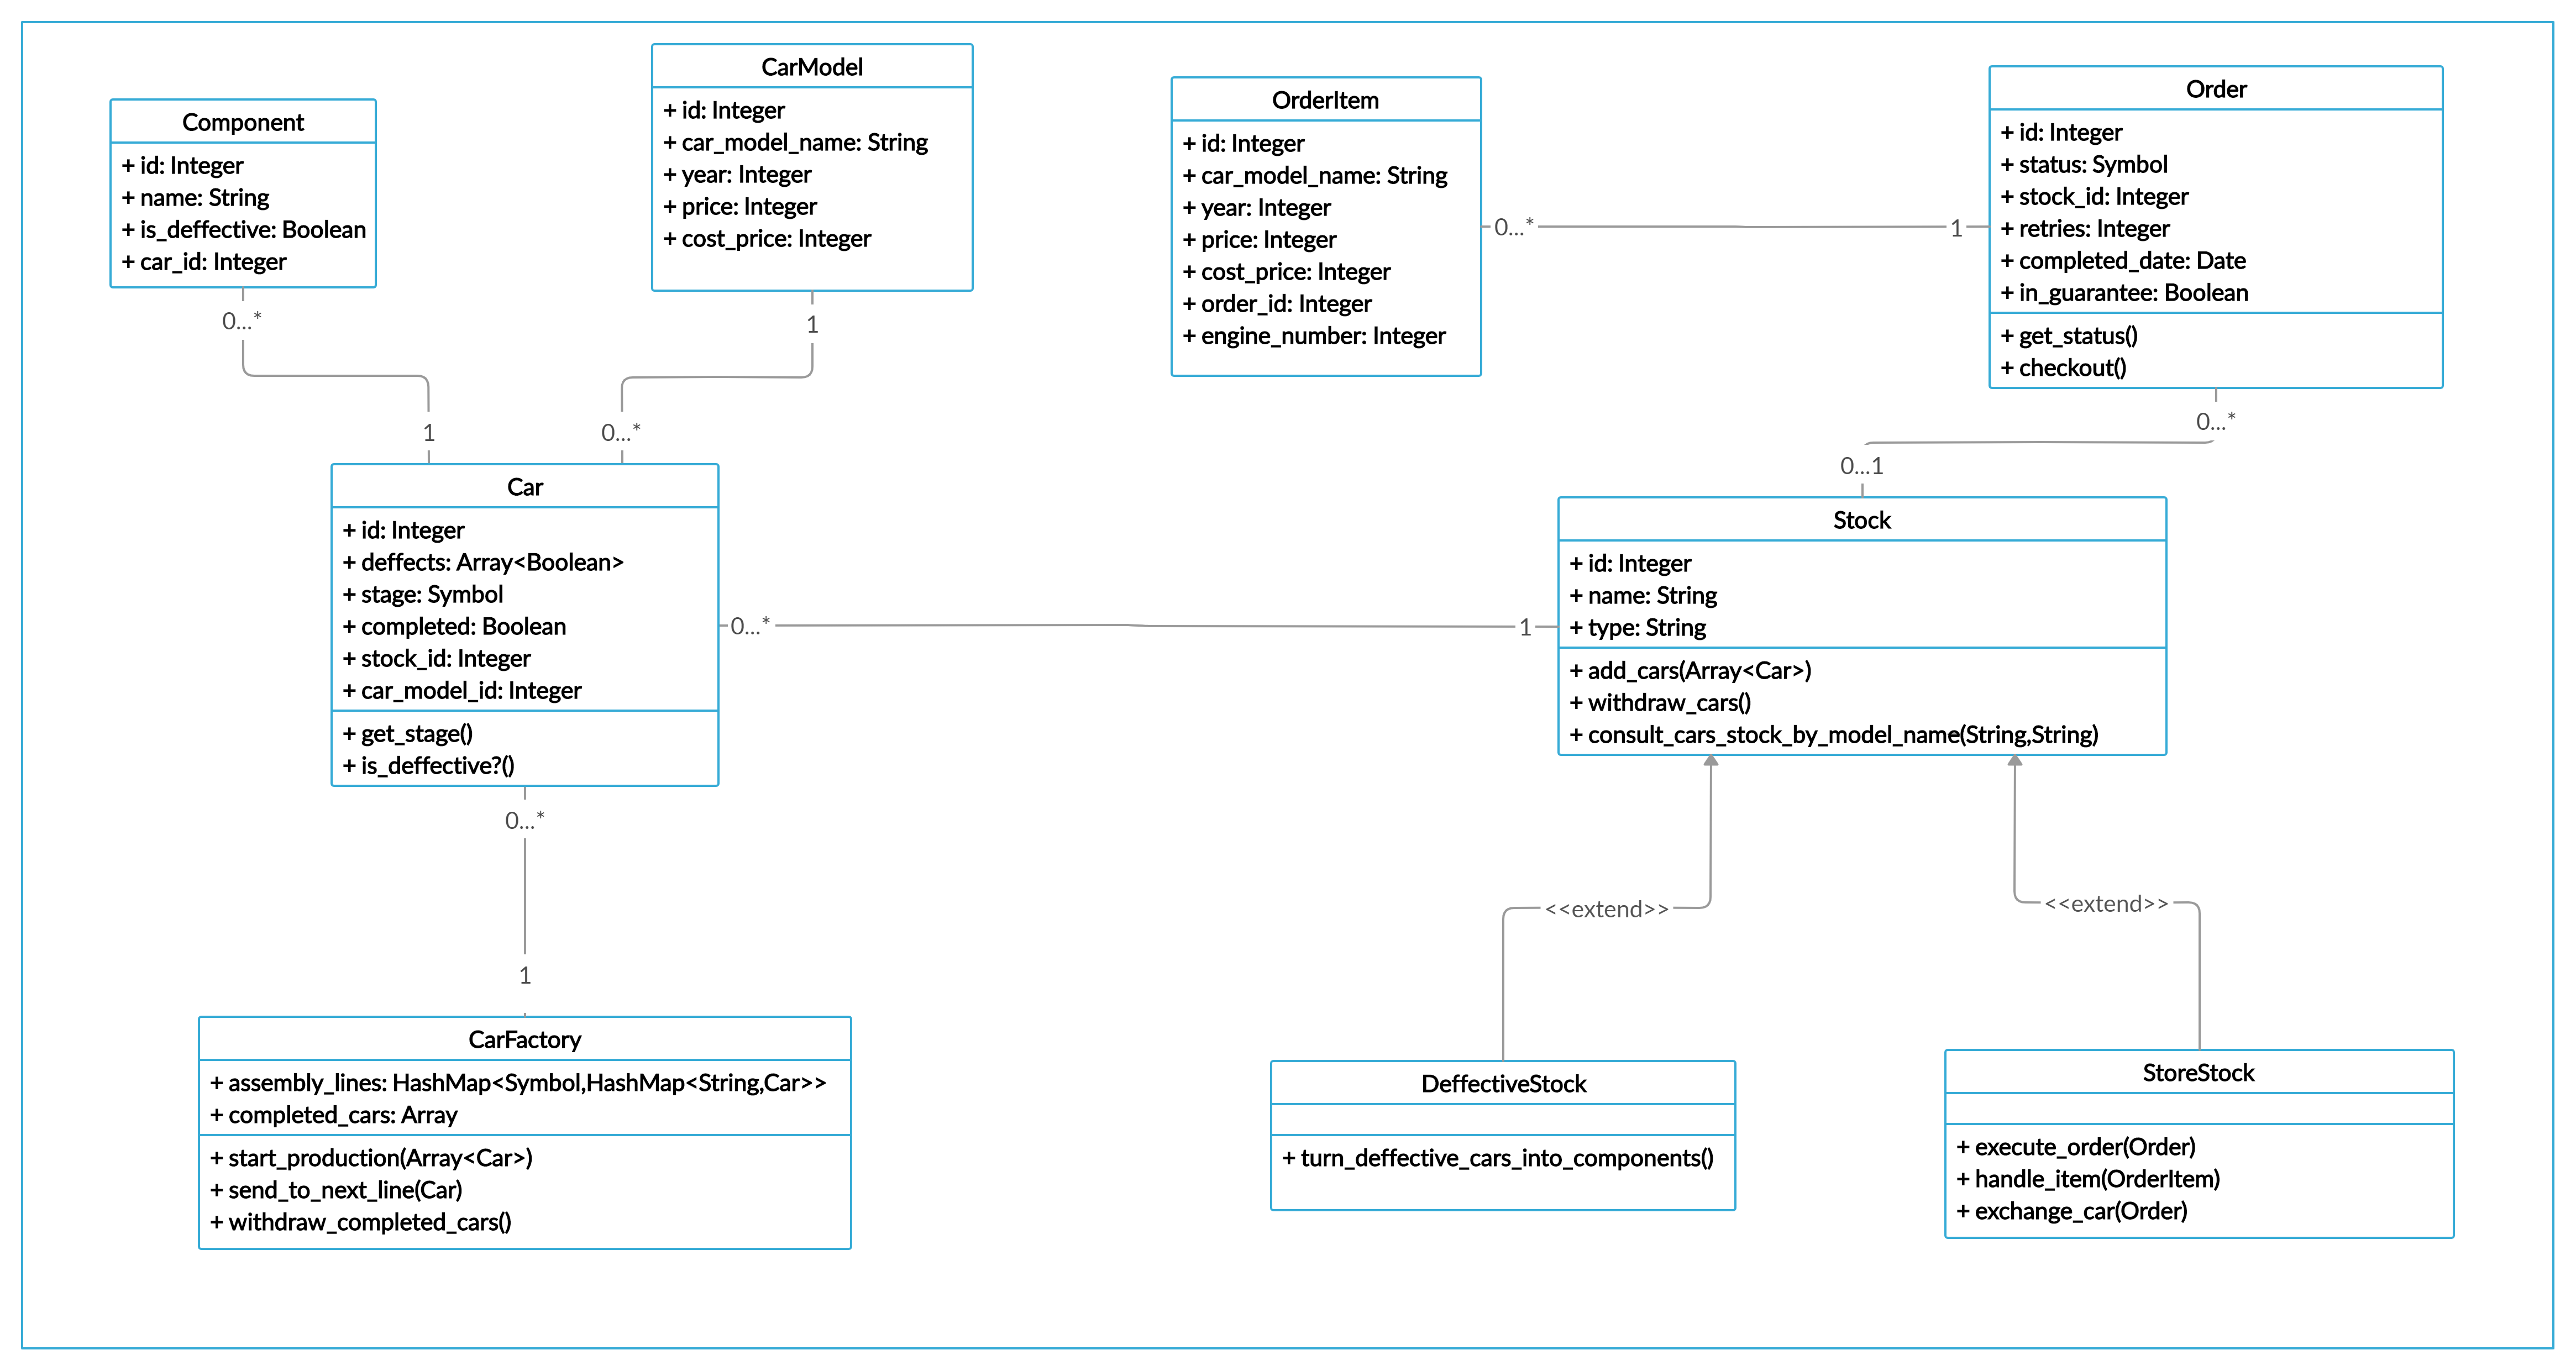 Component
+ id: Integer
+ name: String
+ is_deffective: Boolean
+ car_id: Integer
0...*
1
CarModel
+ id: Integer
+ car_model_name: String
+ year: Integer
+ price: Integer
+ cost_price: Integer
1
0...*
OrderItem
+ id: Integer
+ car_model_name: String
+ year: Integer
+ price: Integer
+ cost_price: Integer
+ order_id: Integer
+ engine_number: Integer
0...*
1
Order
+ id: Integer
+ status: Symbol
+ stock_id: Integer
+ retries: Integer
+ completed_date: Date
+ in_guarantee: Boolean
+ get_status()
+ checkout()
0...*
0...1
Car
+ id: Integer
+ deffects: Array<Boolean>
+ stage: Symbol
+ completed: Boolean
+ stock_id: Integer
+ car_model_id: Integer
+ get_stage()
+ is_deffective?()
0...*
1
Stock
+ id: Integer
+ name: String
+ type: String
+ add_cars(Array<Car>)
+ withdraw_cars()
+ consult_cars_stock_by_model_name(String,String)
0...*
1
<<extend>>
<<extend>>
CarFactory
+ assembly_lines: HashMap<Symbol,HashMap<String,Car>>
+ completed_cars: Array
+ start_production(Array<Car>)
+ send_to_next_line(Car)
+ withdraw_completed_cars()
DeffectiveStock
+ turn_deffective_cars_into_components()
StoreStock
+ execute_order(Order)
+ handle_item(OrderItem)
+ exchange_car(Order)